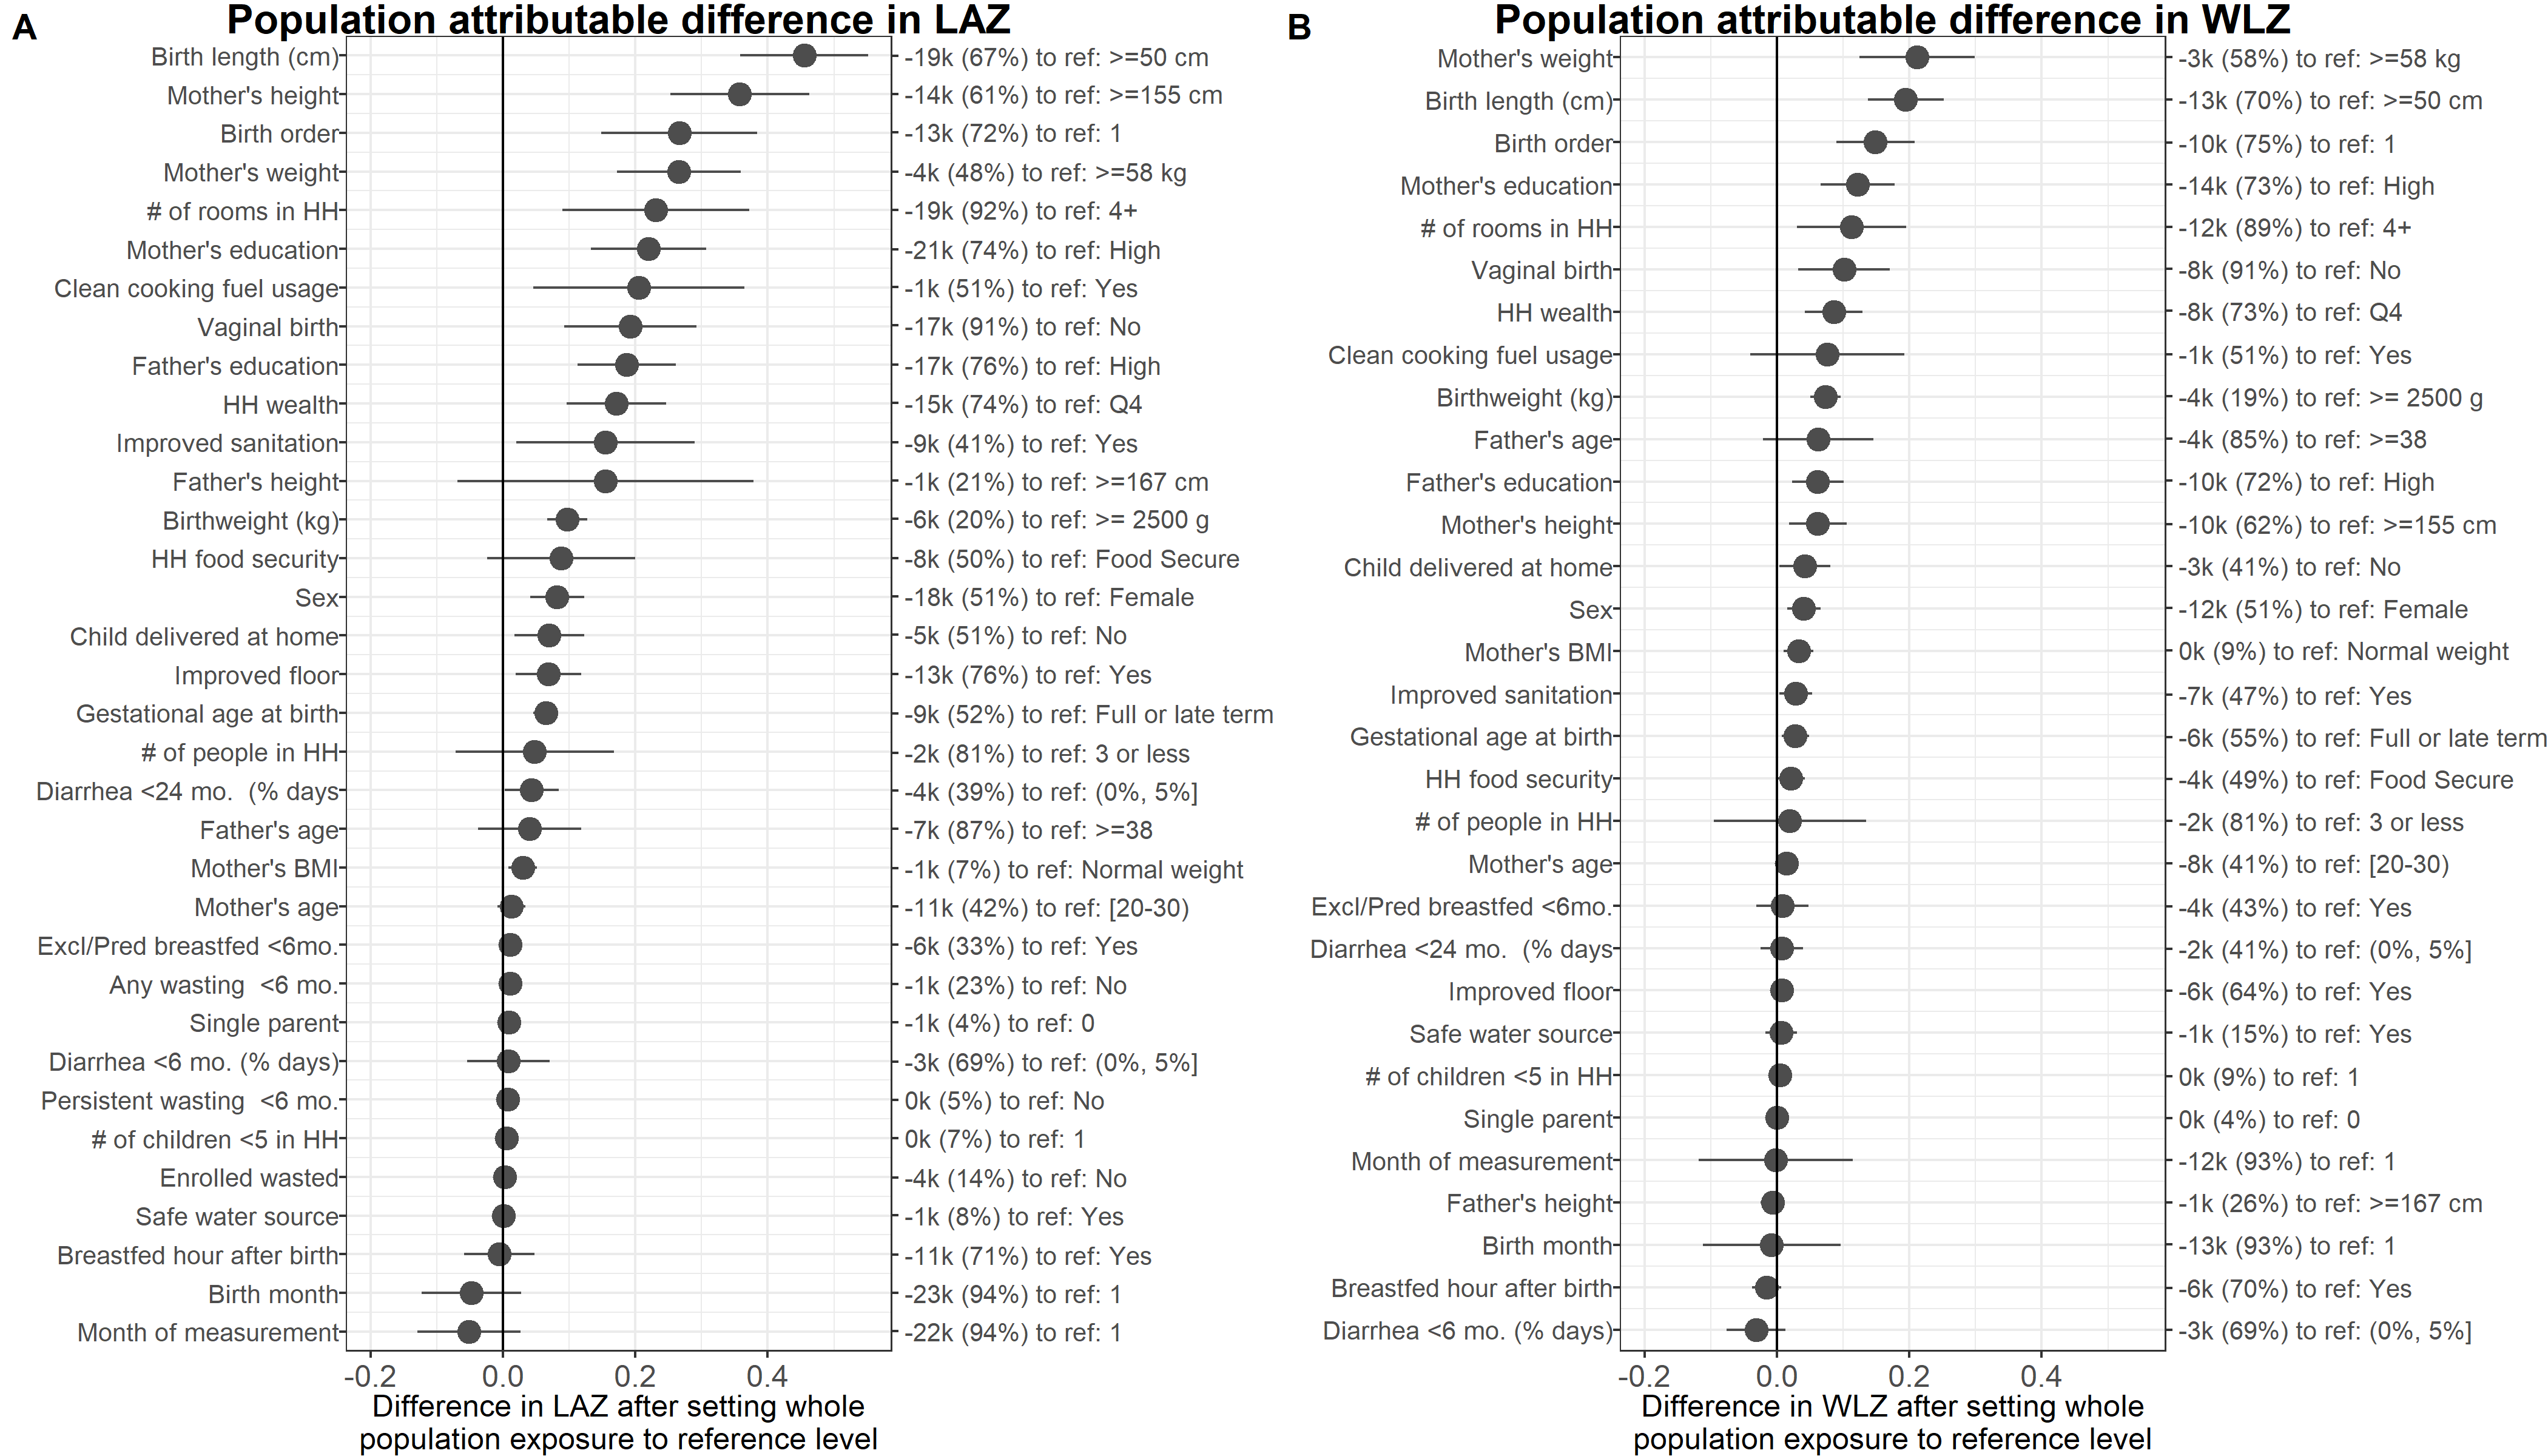 A
Population attributable difference in LAZ
Birth length (cm) -19k (67%) to ref: >=50 cm
Mother's height -14k (61%) to ref: >=155 cm
Birth order -13k (72%) to ref: 1
Mother's weight -4k (48%) to ref: >=58 kg
# of rooms in HH -19k (92%) to ref: 4+
Mother's education -21k (74%) to ref: High
Clean cooking fuel usage -1k (51%) to ref: Yes
Vaginal birth -17k (91%) to ref: No
Father's education -17k (76%) to ref: High
HH wealth -15k (74%) to ref: Q4
Improved sanitation -9k (41%) to ref: Yes
Father's height -1k (21%) to ref: >=167 cm
Birthweight (kg) -6k (20%) to ref: >= 2500 g
HH food security -8k (50%) to ref: Food Secure
Sex -18k (51%) to ref: Female
Child delivered at home -5k (51%) to ref: No
Improved floor -13k (76%) to ref: Yes
Gestational age at birth -9k (52%) to ref: Full or late term
# of people in HH -2k (81%) to ref: 3 or less
Diarrhea <24 mo.  (% days -4k (39%) to ref: (0%, 5%]
Father's age -7k (87%) to ref: >=38
Mother's BMI -1k (7%) to ref: Normal weight
Mother's age -11k (42%) to ref: [20-30)
Excl/Pred breastfed <6mo. -6k (33%) to ref: Yes
Any wasting  <6 mo. -1k (23%) to ref: No
Single parent -1k (4%) to ref: 0
Diarrhea <6 mo. (% days) -3k (69%) to ref: (0%, 5%]
Persistent wasting  <6 mo. 0k (5%) to ref: No
# of children <5 in HH 0k (7%) to ref: 1
Enrolled wasted -4k (14%) to ref: No
Safe water source -1k (8%) to ref: Yes
Breastfed hour after birth -11k (71%) to ref: Yes
Birth month -23k (94%) to ref: 1
Month of measurement -22k (94%) to ref: 1
-0.2 0.0 0.2 0.4
Difference in LAZ after setting whole
population exposure to reference level
B
Population attributable difference in WLZ
Mother's weight -3k (58%) to ref: >=58 kg
Birth length (cm) -13k (70%) to ref: >=50 cm
Birth order -10k (75%) to ref: 1
Mother's education -14k (73%) to ref: High
# of rooms in HH -12k (89%) to ref: 4+
Vaginal birth -8k (91%) to ref: No
HH wealth -8k (73%) to ref: Q4
Clean cooking fuel usage -1k (51%) to ref: Yes
Birthweight (kg) -4k (19%) to ref: >= 2500 g
Father's age -4k (85%) to ref: >=38
Father's education -10k (72%) to ref: High
Mother's height -10k (62%) to ref: >=155 cm
Child delivered at home -3k (41%) to ref: No
Sex -12k (51%) to ref: Female
Mother's BMI 0k (9%) to ref: Normal weight
Improved sanitation -7k (47%) to ref: Yes
Gestational age at birth -6k (55%) to ref: Full or late term
HH food security -4k (49%) to ref: Food Secure
# of people in HH -2k (81%) to ref: 3 or less
Mother's age -8k (41%) to ref: [20-30)
Excl/Pred breastfed <6mo. -4k (43%) to ref: Yes
Diarrhea <24 mo.  (% days -2k (41%) to ref: (0%, 5%]
Improved floor -6k (64%) to ref: Yes
Safe water source -1k (15%) to ref: Yes
# of children <5 in HH 0k (9%) to ref: 1
Single parent 0k (4%) to ref: 0
Month of measurement -12k (93%) to ref: 1
Father's height -1k (26%) to ref: >=167 cm
Birth month -13k (93%) to ref: 1
Breastfed hour after birth -6k (70%) to ref: Yes
Diarrhea <6 mo. (% days) -3k (69%) to ref: (0%, 5%]
-0.2 0.0 0.2 0.4
Difference in WLZ after setting whole
population exposure to reference level